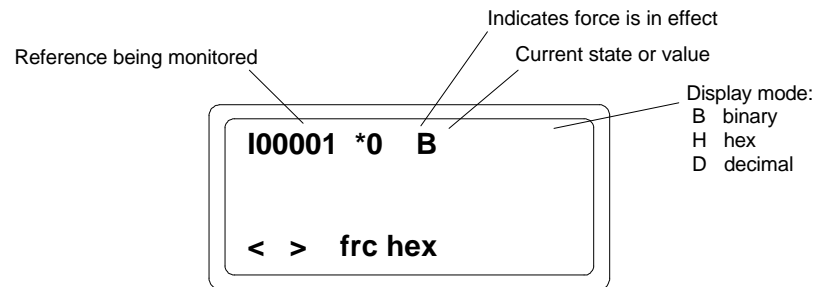 Indicates force is in effect
Current state or value
Reference being monitored
Display mode:
B binary
H hex
D decimal
I00001 *0 B
< > frc hex